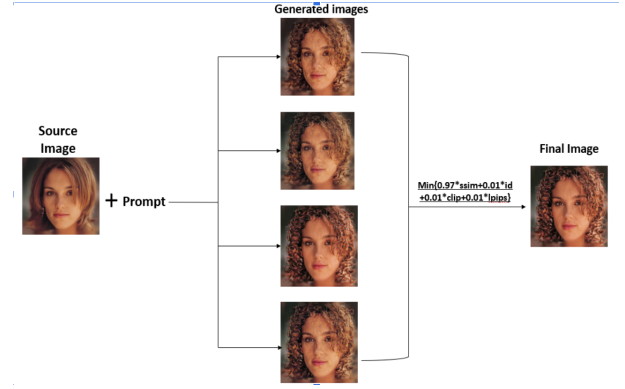 Generated images
Source
Image
+ Prompt
Min{0.97*ssim+0.01*id
+0.01*clip+0.01*lpips}
Final Image